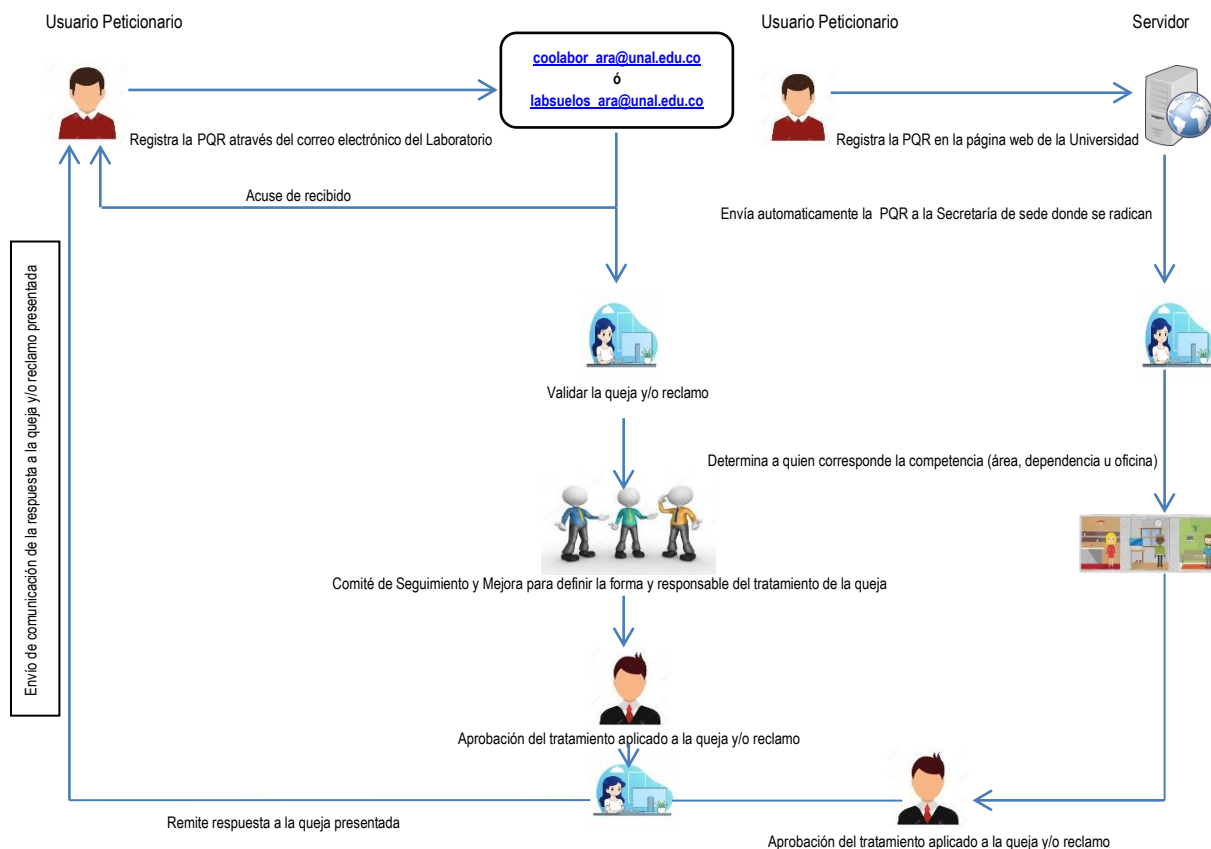 Usuario Peticionario
Usuario Peticionario
Servidor
coolabor_ara@unal.edu.co
ó
labsuelos_ara@unal.edu.co
Registra la PQR através del correo electrónico del Laboratorio
Registra la PQR en la página web de la Universidad
Acuse de recibido
Envía automaticamente la PQR a la Secretaría de sede donde se radican
Envío de comunicación de la respuesta a la queja y/o reclamo presentada
Validar la queja y/o reclamo
Determina a quien corresponde la competencia (área, dependencia u oficina)
Comité de Seguimiento y Mejora para definir la forma y responsable del tratamiento de la queja
Aprobación del tratamiento aplicado a la queja y/o reclamo
Remite respuesta a la queja presentada
Aprobación del tratamiento aplicado a la queja y/o reclamo